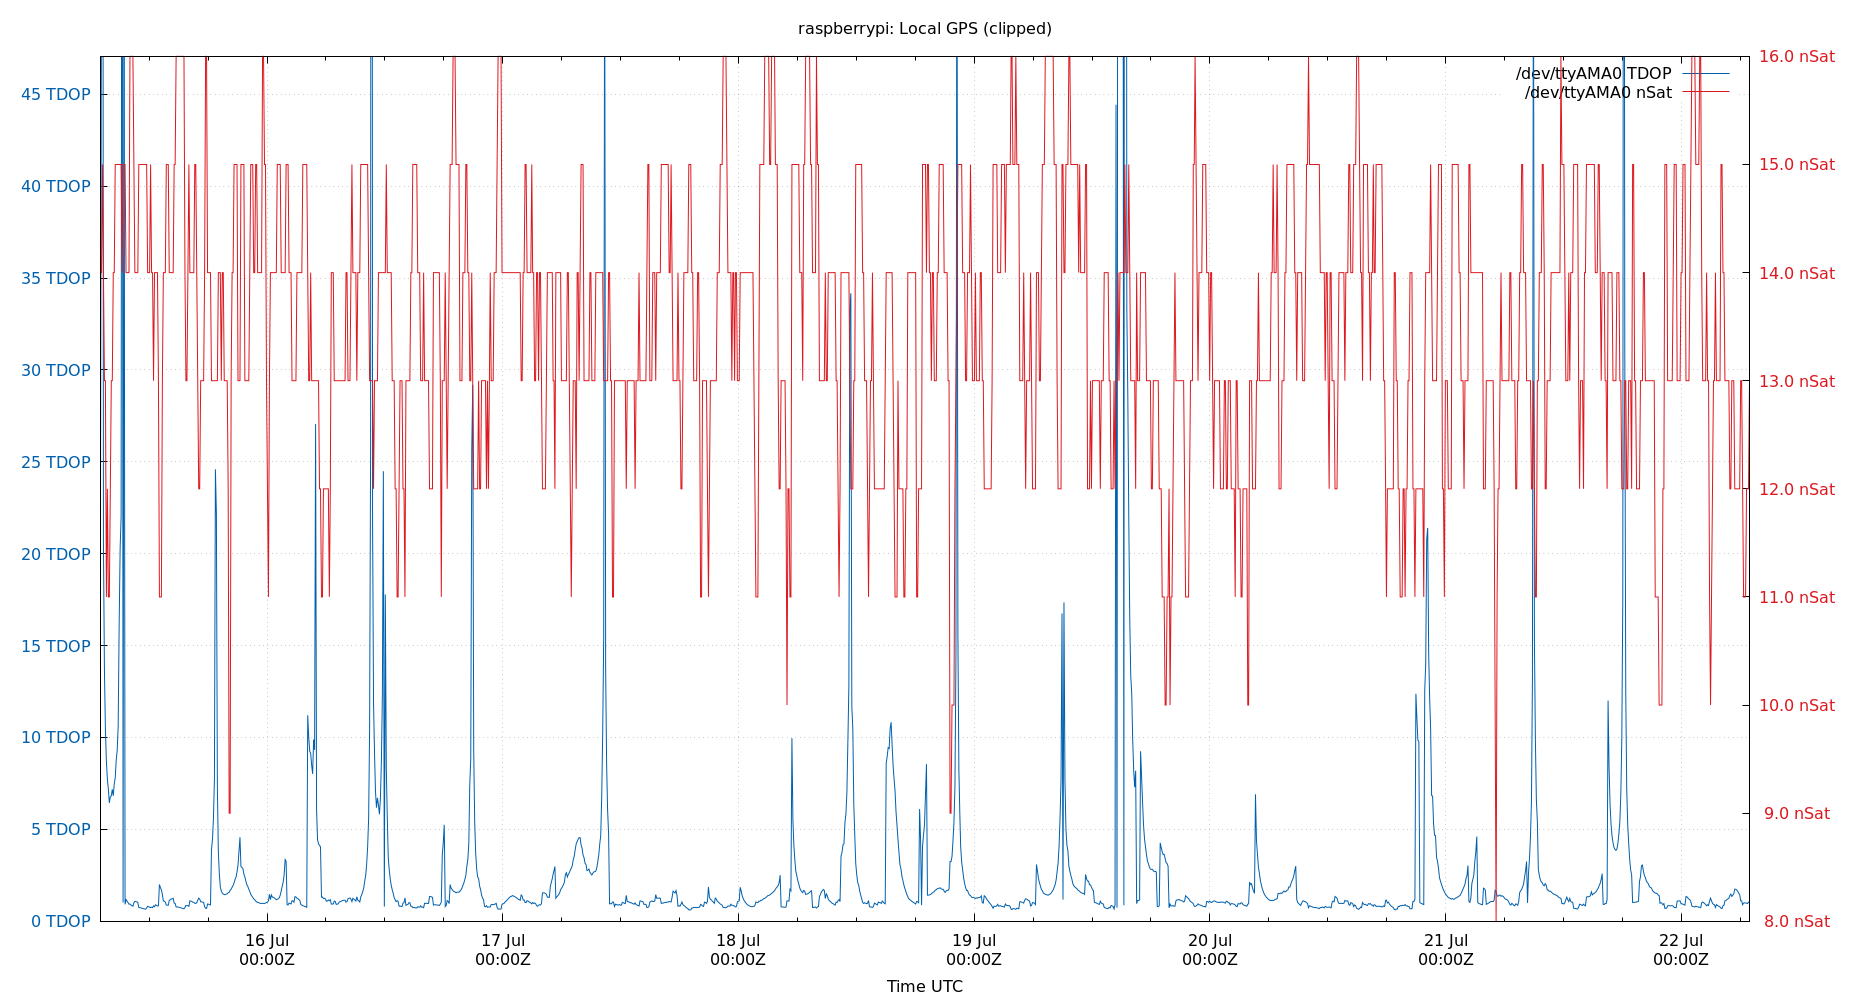 raspberrypi: Local GPS (clipped)
/dev/ttyAMA0 TDOP
/dev/ttyAMA0 nSat
45 TDOP
40 TDOP
35 TDOP
30 TDOP
25 TDOP
20 TDOP
15 TDOP
10 TDOP
5 TDOP
0 TDOP
16.0 nSat
15.0 nSat
14.0 nSat
13.0 nSat
12.0 nSat
11.0 nSat
10.0 nSat
9.0 nSat
8.0 nSat
16 Jul 17 Jul 18 Jul 19 Jul 20 Jul 21 Jul 22 Jul
00:00Z 00:00Z 00:00Z 00:00Z 00:00Z 00:00Z 00:00Z
Time UTC